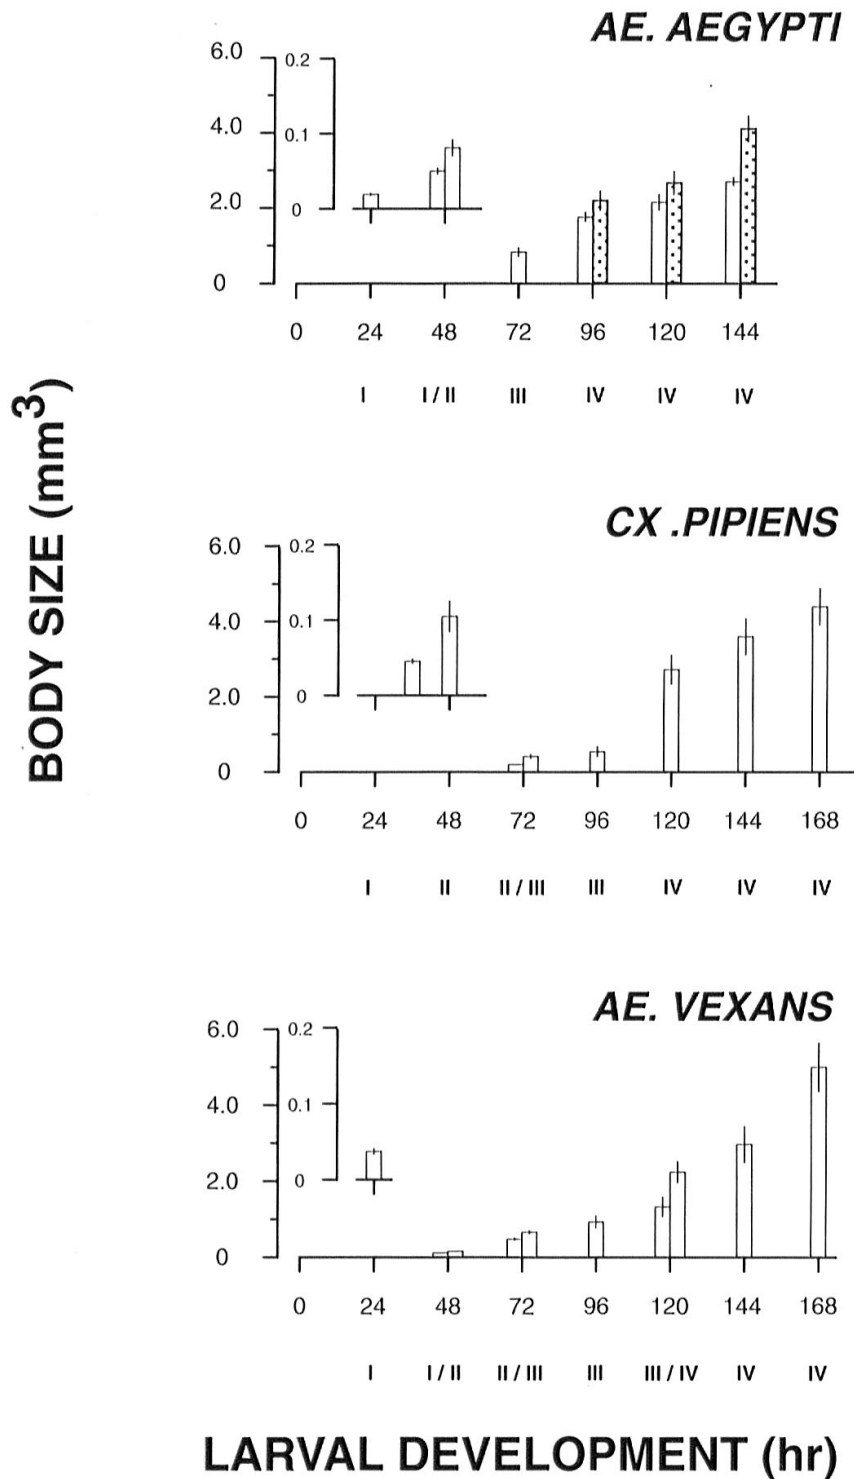 AE. AEGYPTI
6.0
4.0
2.0
0
0.2
0.1
0
0 24 48 72 96 120 144
I I / II III IV IV IV
BODY SIZE (mm3)
CX .PIPIENS
6.0
4.0
2.0
0
0.2
0.1
0
0 24 48 72 96 120 144 168
I II II / III III IV IV IV
AE. VEXANS
6.0
4.0
2.0
0
0.2
0.1
0
0 24 48 72 96 120 144 168
I I / II II / III III III / IV IV IV
LARVAL DEVELOPMENT (hr)